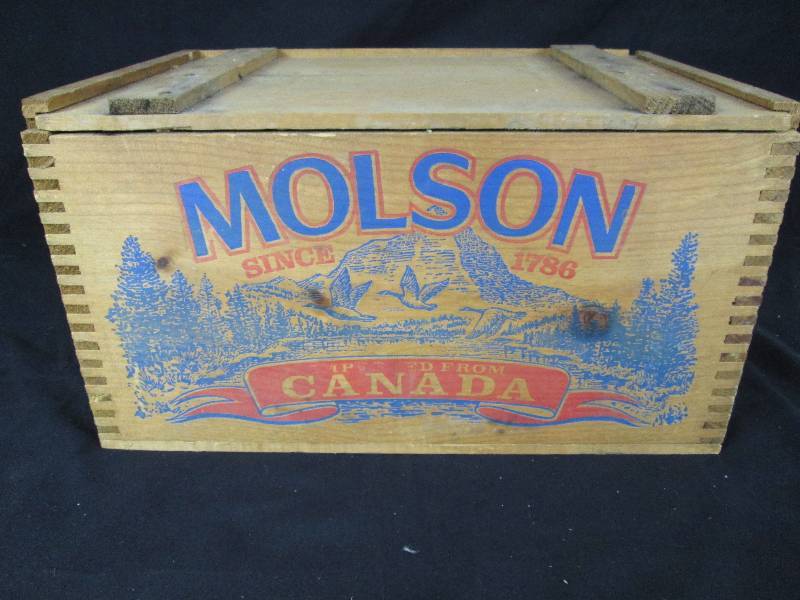 MOLSON
SINCE 1786
FROM
CANADA